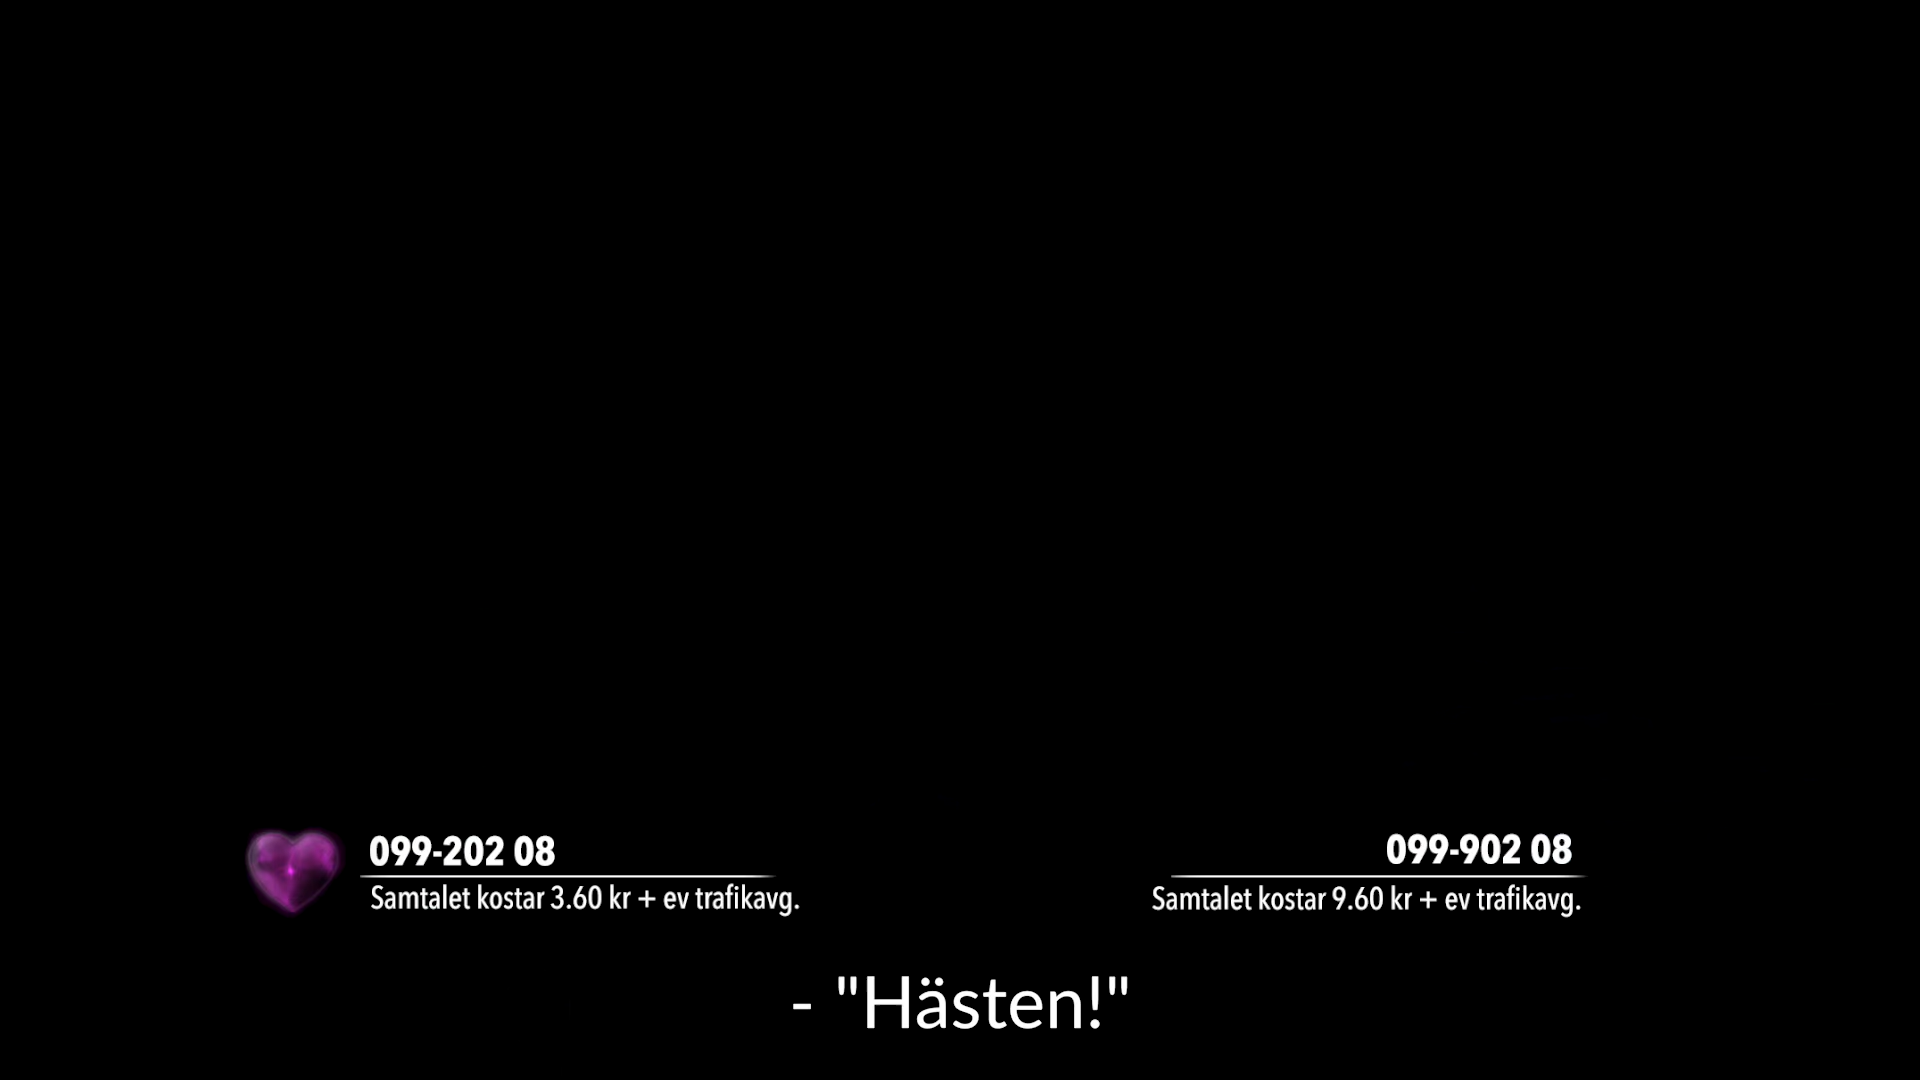 099-202 08
Samtalet kostar 3.60 kr + ev trafikavg.
099-902 08
Samtalet kostar 9.60 kr + ev trafikavg.
- "Hästen!"